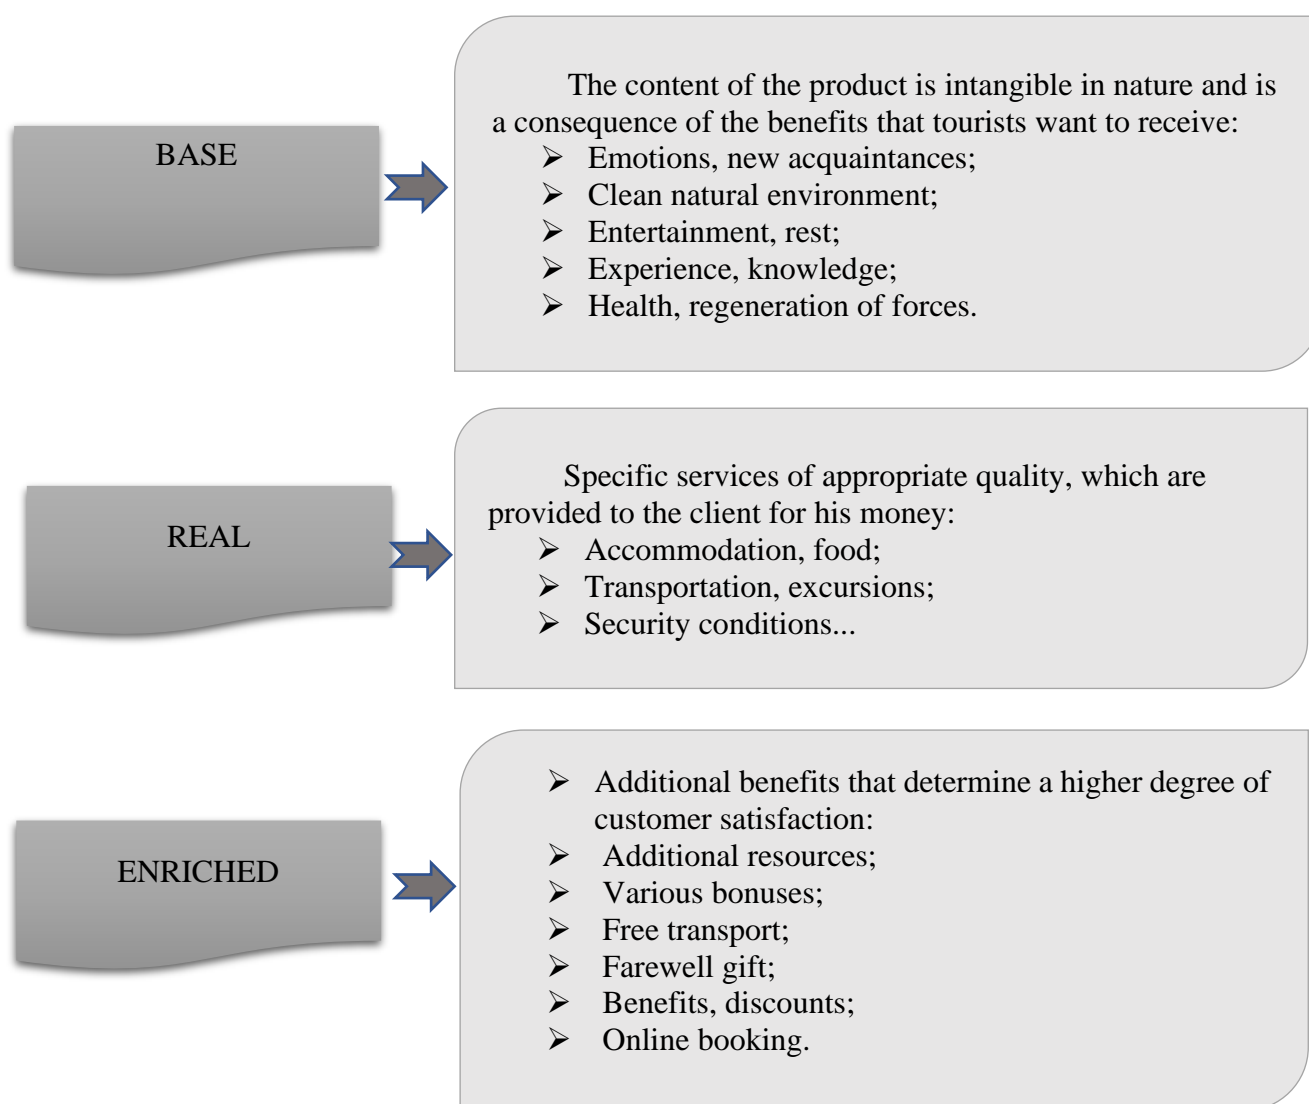 BASE
The content of the product is intangible in nature and is
a consequence of the benefits that tourists want to receive:
➢ Emotions, new acquaintances;
➢ Clean natural environment;
➢ Entertainment, rest;
➢ Experience, knowledge;
➢ Health, regeneration of forces.
REAL
Specific services of appropriate quality, which are
provided to the client for his money:
➢ Accommodation, food;
➢ Transportation, excursions;
➢ Security conditions...
ENRICHED
➢ Additional benefits that determine a higher degree of
customer satisfaction:
➢ Additional resources;
➢ Various bonuses;
➢ Free transport;
➢ Farewell gift;
➢ Benefits, discounts;
➢ Online booking.